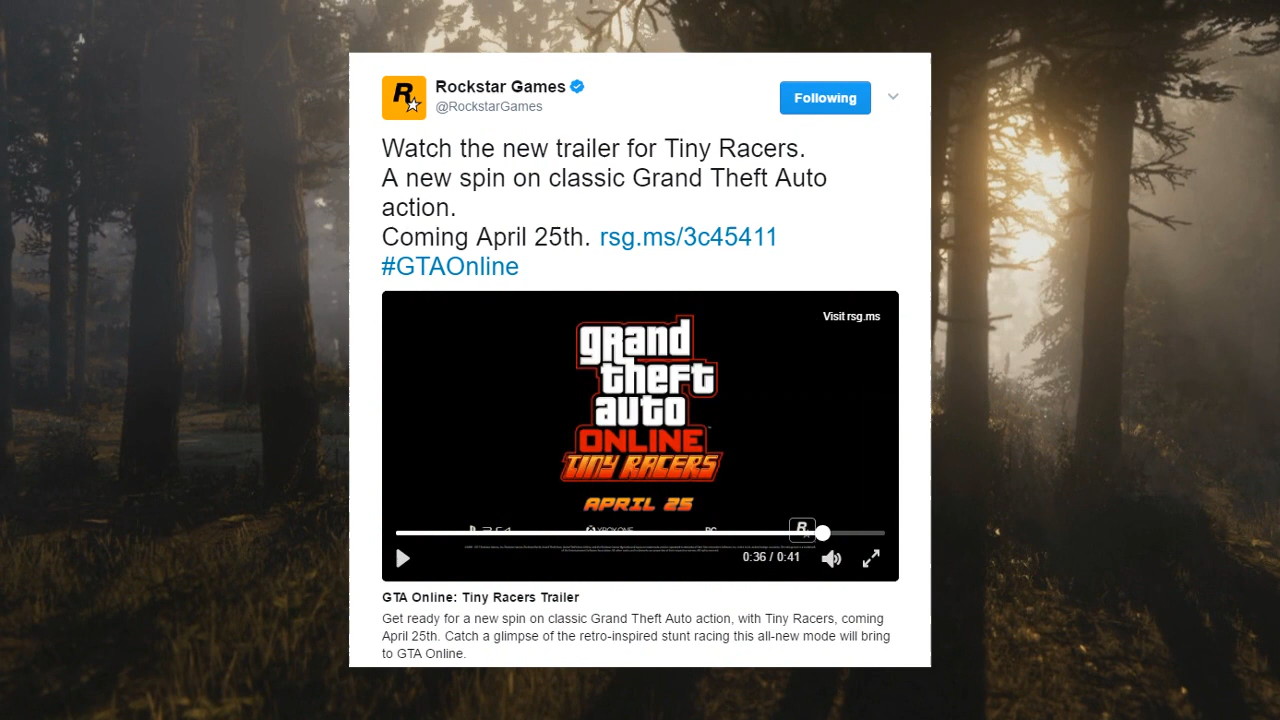 Rockstar Games
@RockstarGames
Following
Watch the new trailer for Tiny Racers.
A new spin on classic Grand Theft Auto
action.
Coming April 25th. rsg.ms/3c45411
#GTAOnline
Visit rsg.ms
grand
theft
auto
ONLINE
TINY RACERS
APRIL 25
PS4 XBOX ONE PC
R
0:36 / 0:41
GTA Online: Tiny Racers Trailer
Get ready for a new spin on classic Grand Theft Auto action, with Tiny Racers, coming
April 25th. Catch a glimpse of the retro-inspired stunt racing this all-new mode will bring
to GTA Online.